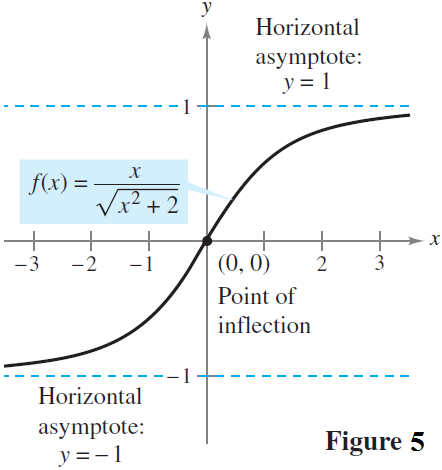 y
Horizontal
asymptote:
y = 1
1
f(x) = x / √(x² + 2)
x
−3 −2 −1 (0, 0) 2 3
Point of
inflection
−1
Horizontal
asymptote:
y = −1
Figure 5